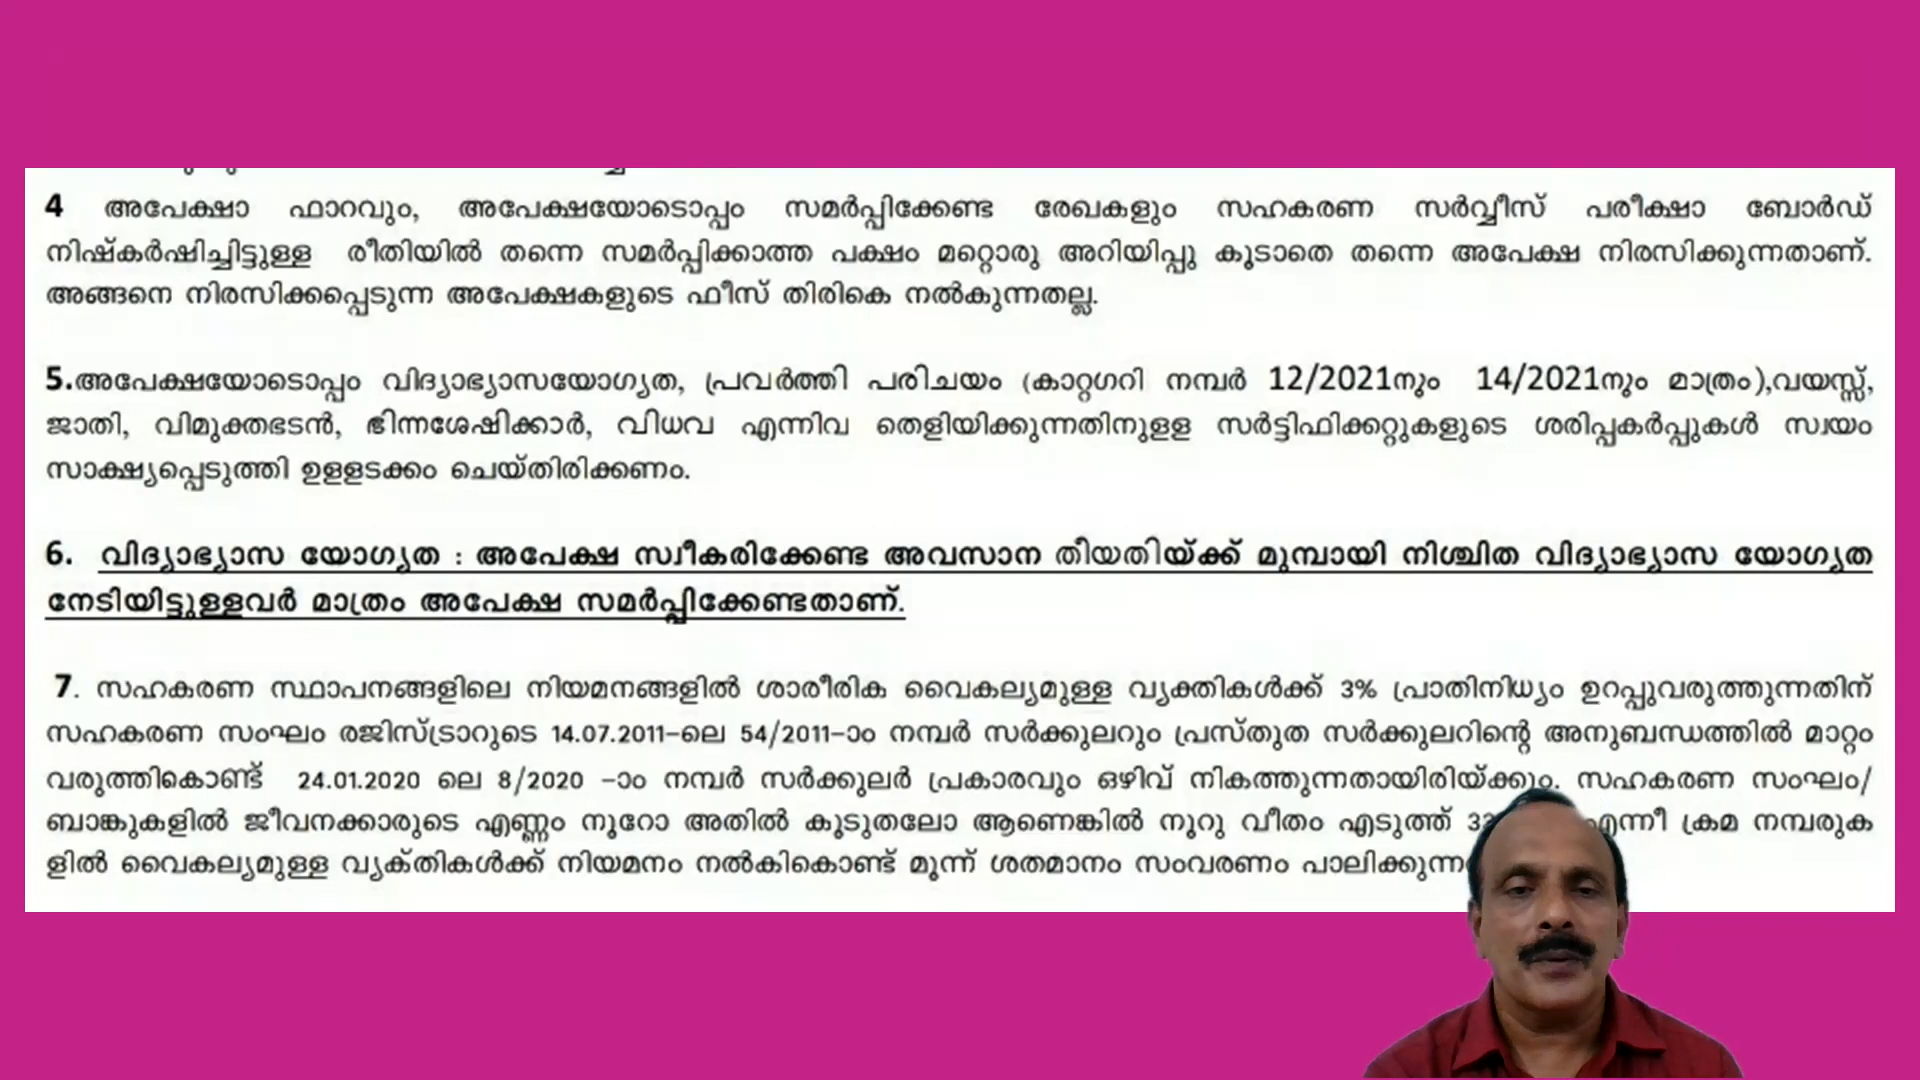 4 അപേക്ഷാ ഫാറവും, അപേക്ഷയോടൊപ്പം സമർപ്പിക്കേണ്ട രേഖകളും സഹകരണ സർവ്വീസ് പരീക്ഷാ ബോർഡ്
നിഷ്കർഷിച്ചിട്ടുള്ള രീതിയിൽ തന്നെ സമർപ്പിക്കാത്ത പക്ഷം മറ്റൊരു അറിയിപ്പു കൂടാതെ തന്നെ അപേക്ഷ നിരസിക്കുന്നതാണ്.
അങ്ങനെ നിരസിക്കപ്പെടുന്ന അപേക്ഷകളുടെ ഫീസ് തിരികെ നൽകുന്നതല്ല.
5.അപേക്ഷയോടൊപ്പം വിദ്യാഭ്യാസയോഗ്യത, പ്രവർത്തി പരിചയം (കാറ്റഗറി നമ്പർ 12/2021നും 14/2021നും മാത്രം),വയസ്സ്,
ജാതി, വിമുക്തഭടൻ, ഭിന്നശേഷിക്കാർ, വിധവ എന്നിവ തെളിയിക്കുന്നതിനുളള സർട്ടിഫിക്കറ്റുകളുടെ ശരിപ്പകർപ്പുകൾ സ്വയം
സാക്ഷ്യപ്പെടുത്തി ഉളളടക്കം ചെയ്തിരിക്കണം.
6. വിദ്യാഭ്യാസ യോഗ്യത : അപേക്ഷ സ്വീകരിക്കേണ്ട അവസാന തീയതിയ്ക്ക് മുമ്പായി നിശ്ചിത വിദ്യാഭ്യാസ യോഗ്യത
നേടിയിട്ടുള്ളവർ മാത്രം അപേക്ഷ സമർപ്പിക്കേണ്ടതാണ്.
7. സഹകരണ സ്ഥാപനങ്ങളിലെ നിയമനങ്ങളിൽ ശാരീരിക വൈകല്യമുള്ള വ്യക്തികൾക്ക് 3% പ്രാതിനിധ്യം ഉറപ്പുവരുത്തുന്നതിന്
സഹകരണ സംഘം രജിസ്ട്രാറുടെ 14.07.2011-ലെ 54/2011-ാം നമ്പർ സർക്കുലറും പ്രസ്തുത സർക്കുലറിന്റെ അനുബന്ധത്തിൽ മാറ്റം
വരുത്തികൊണ്ട് 24.01.2020 ലെ 8/2020 -ാം നമ്പർ സർക്കുലർ പ്രകാരവും ഒഴിവ് നികത്തുന്നതായിരിയ്ക്കും. സഹകരണ സംഘം/
ബാങ്കുകളിൽ ജീവനക്കാരുടെ എണ്ണം നൂറോ അതിൽ കൂടുതലോ ആണെങ്കിൽ നൂറു വീതം എടുത്ത് എന്നീ ക്രമ നമ്പരുക
ളിൽ വൈകല്യമുള്ള വ്യക്തികൾക്ക് നിയമനം നൽകികൊണ്ട് മൂന്ന് ശതമാനം സംവരണം